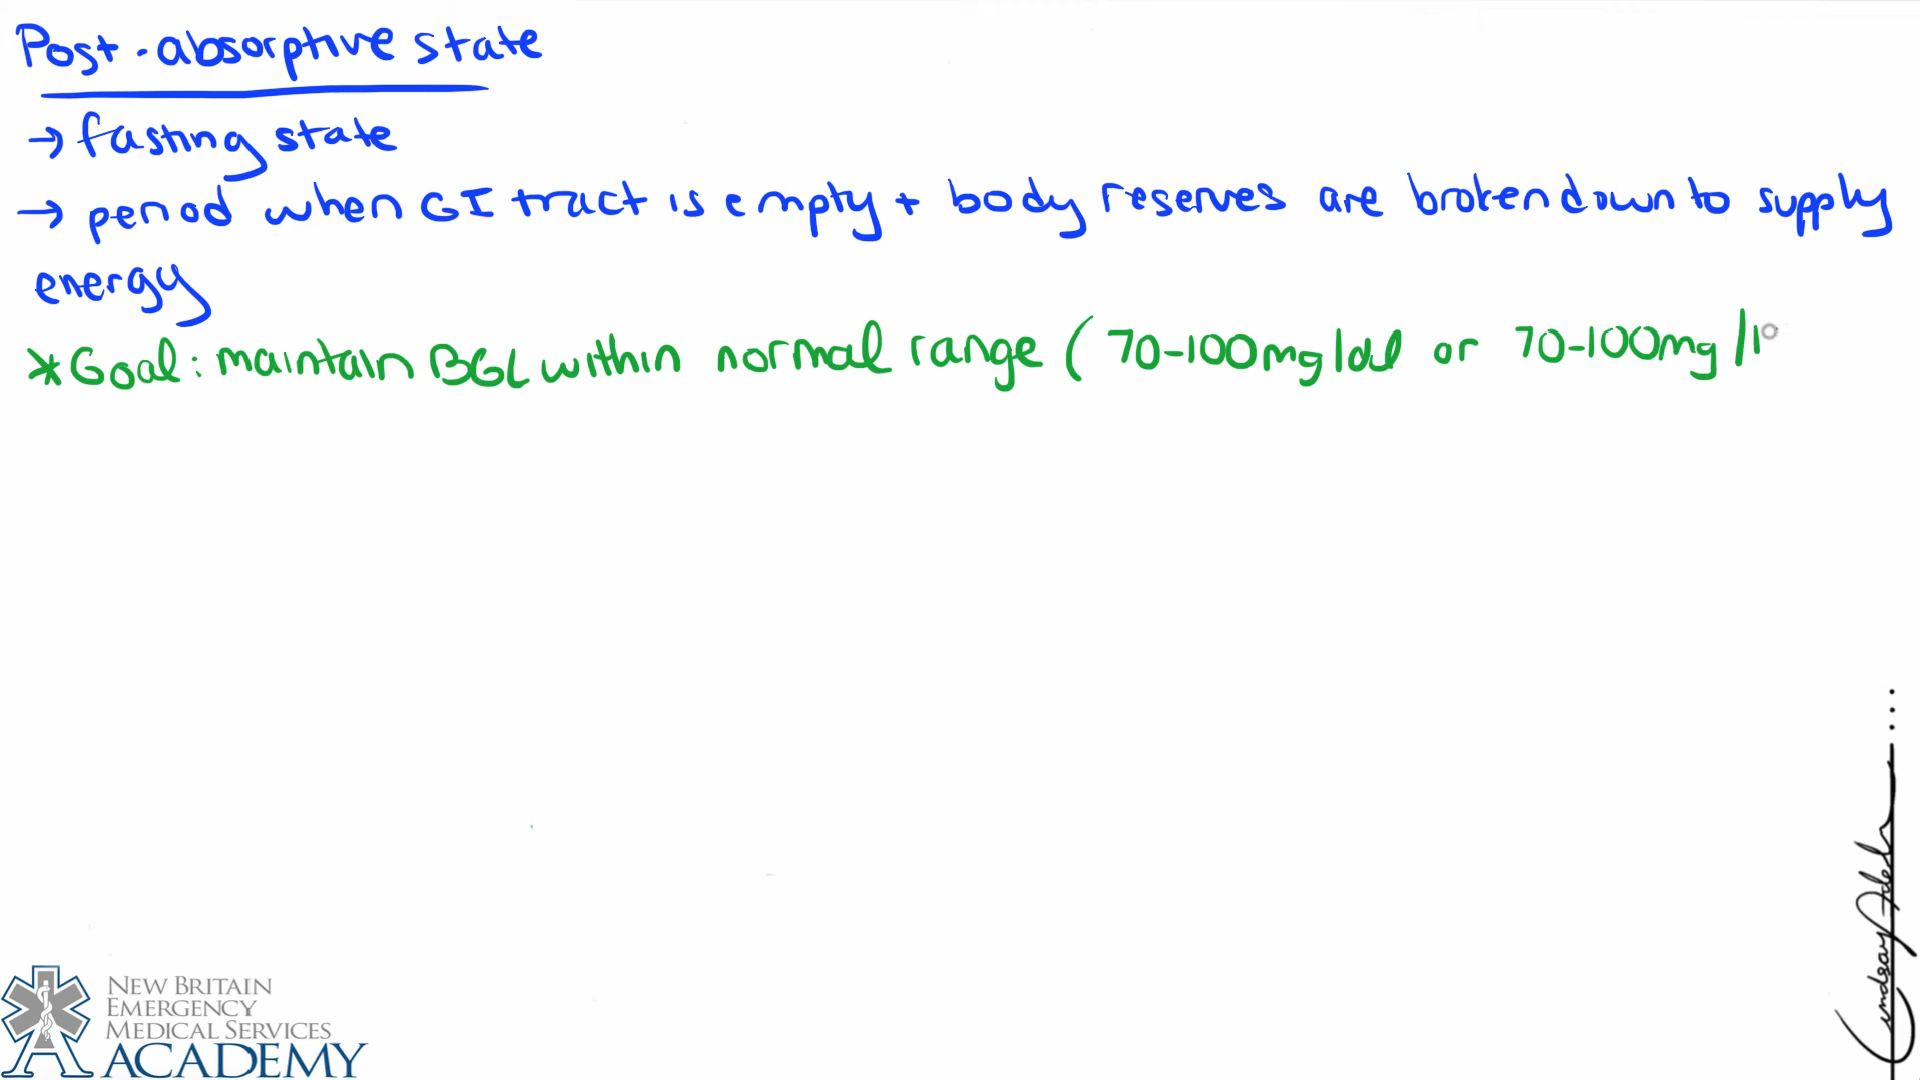 Post-absorptive state
→ fasting state
→ period when GI tract is empty + body reserves are broken down to supply
energy
*Goal: maintain BGL within normal range ( 70-100mg/dl or 70-100mg /1
NEW BRITAIN
EMERGENCY
MEDICAL SERVICES
ACADEMY